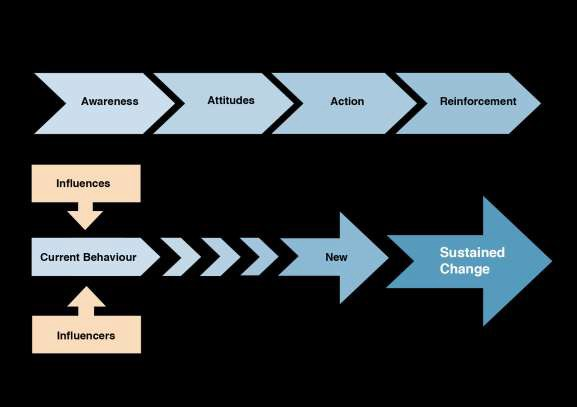 Awareness
Attitudes
Action
Reinforcement
Influences
Current Behaviour
New
Sustained
Change
Influencers